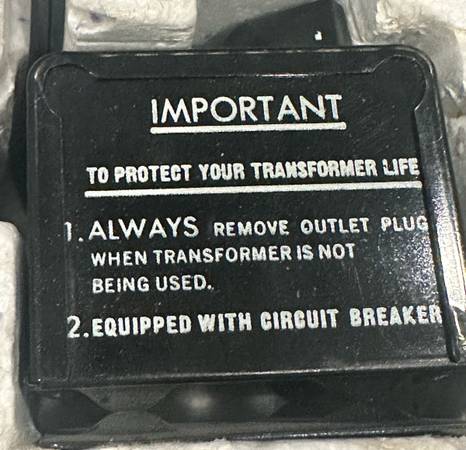 IMPORTANT
TO PROTECT YOUR TRANSFORMER LIFE
1. ALWAYS REMOVE OUTLET PLUG
WHEN TRANSFORMER IS NOT
BEING USED.
2. EQUIPPED WITH CIRCUIT BREAKER